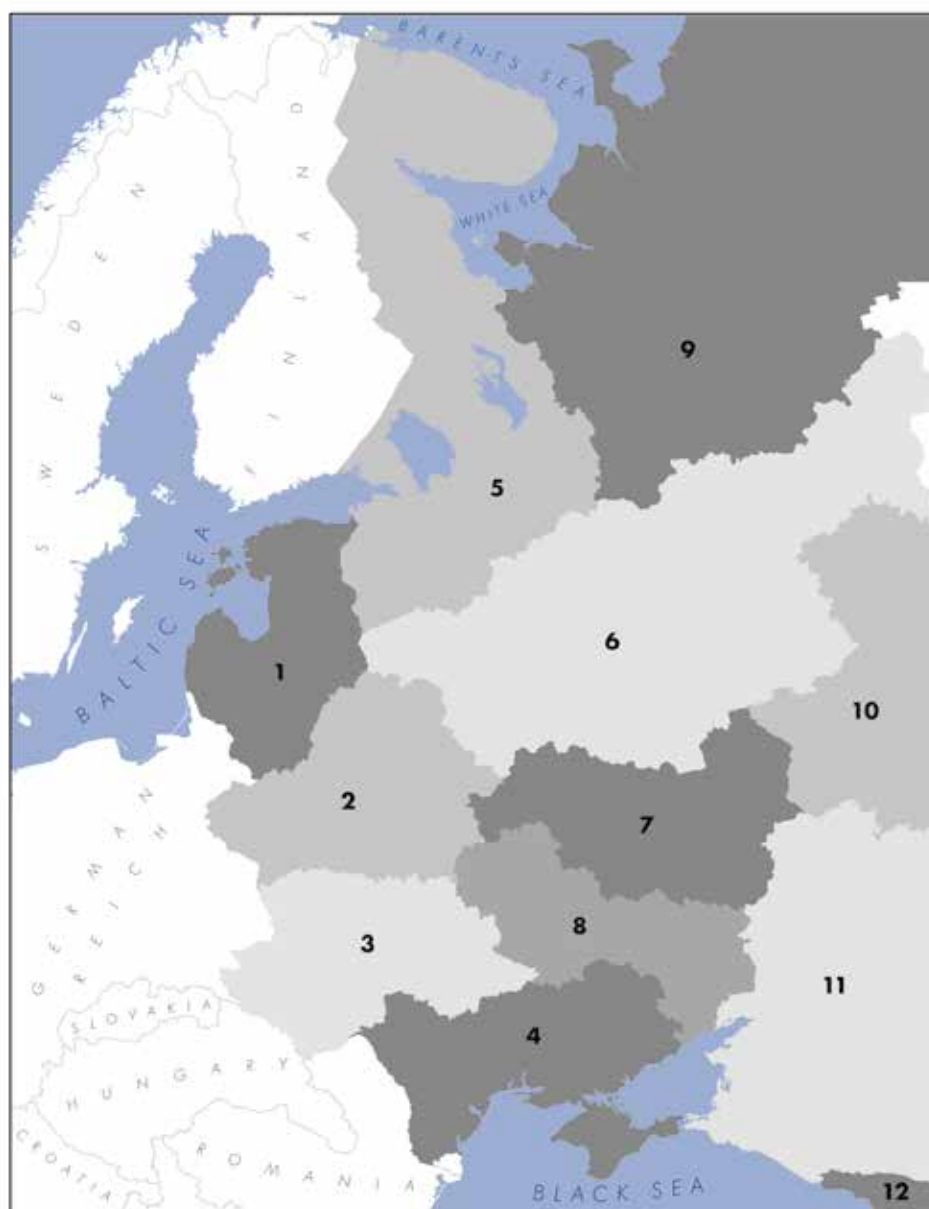 BARENTS SEA
WHITE SEA
SWEDEN
FINLAND
9
5
BALTIC SEA
6
1
10
2
7
GERMAN
REICH
8
3
11
SLOVAKIA
4
HUNGARY
CROATIA
ROMANIA
BLACK SEA
12